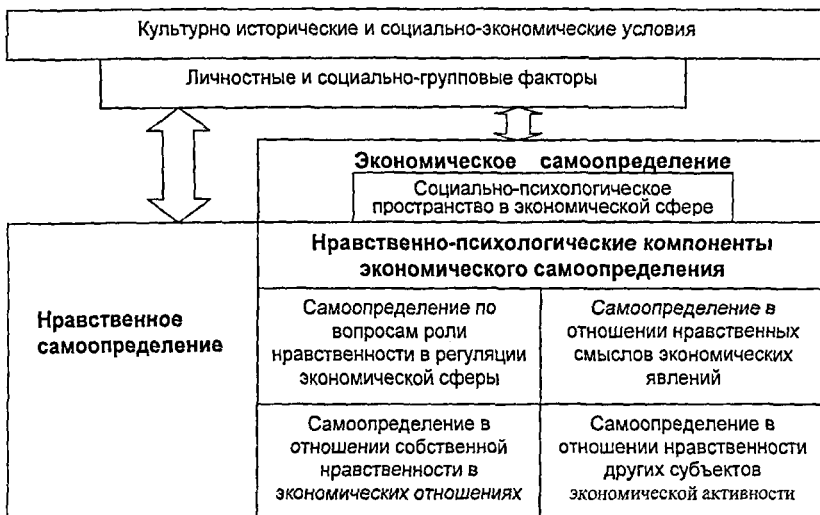 Культурно исторические и социально-экономические условия
Личностные и социально-групповые факторы
Экономическое самоопределение
Социально-психологическое
пространство в экономической сфере
Нравственно-психологические компоненты
экономического самоопределения
Нравственное
самоопределение
Самоопределение по
вопросам роли
нравственности в регуляции
экономической сферы
Самоопределение в
отношении нравственных
смыслов экономических
явлений
Самоопределение в
отношении собственной
нравственности в
экономических отношениях
Самоопределение в
отношении нравственности
других субъектов
экономической активности